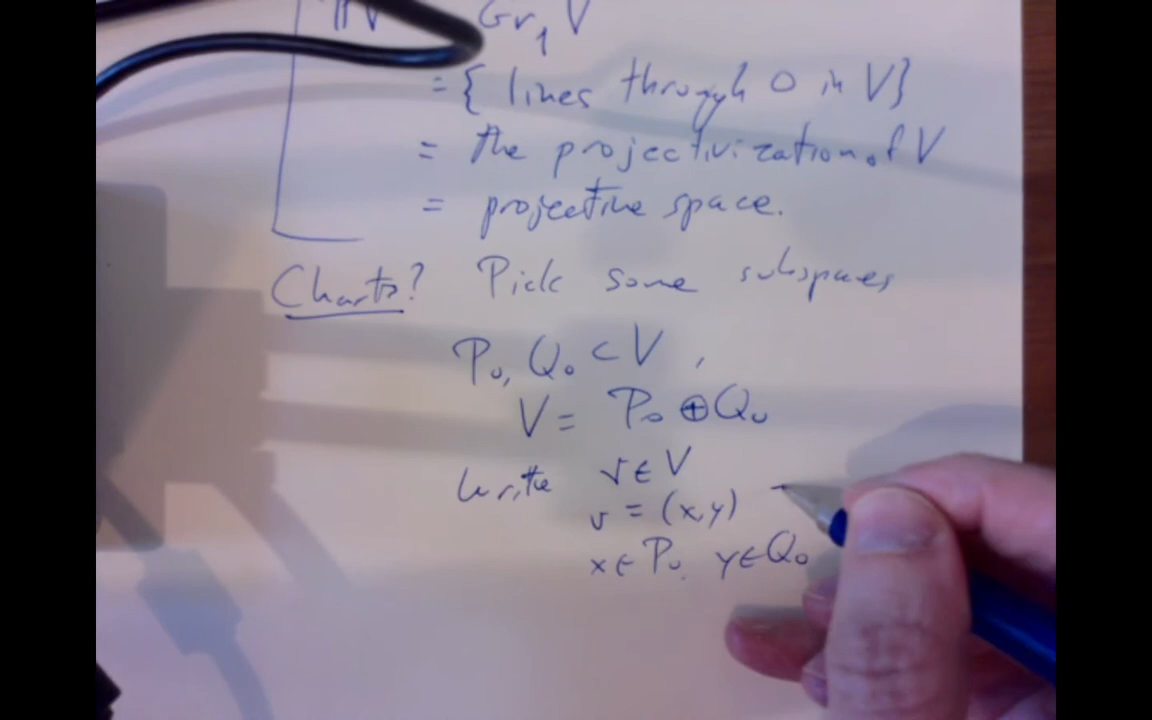 ℙV Gr₁ V
= { lines through 0 in V}
= the projectivization of V
= projective space.
Charts? Pick some subspaces
P₀, Q₀ ⊂ V ,
V = P₀ ⊕ Q₀
Write v ∈ V
v = (x,y)
x ∈ P₀, y ∈ Q₀